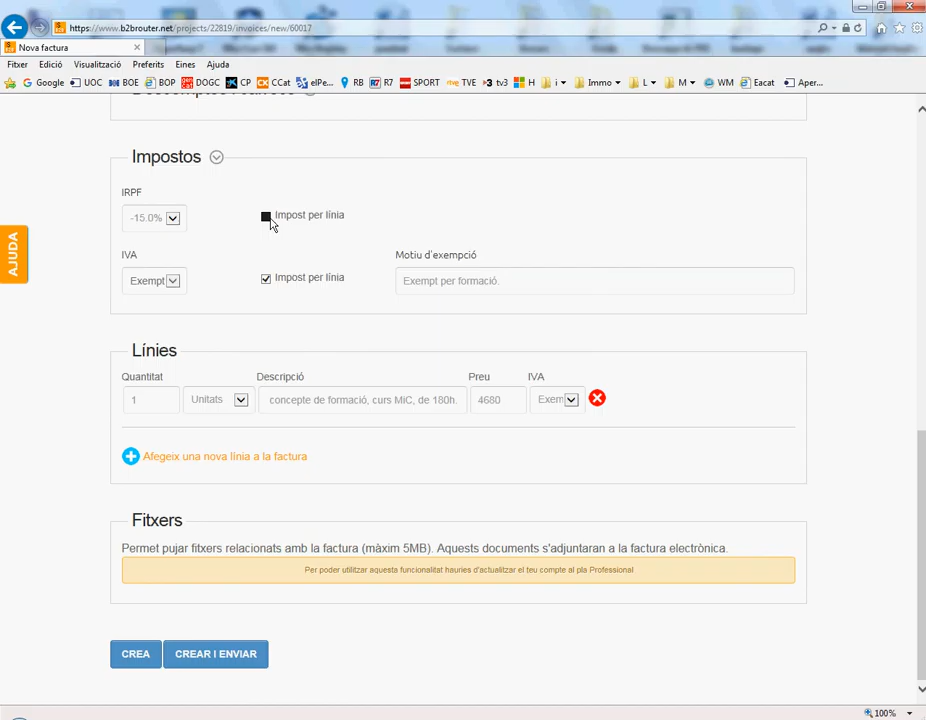 https://www.b2brouter.net/projects/22819/invoices/new/60017
Nova factura
Fitxer Edició Visualització Preferits Eines Ajuda
Google UOC BOE BOP DOGC CP CCat elPe... RB R7 SPORT TVE tv3 H i L Immo M WM Eacat Aper...
Impostos
IRPF
-15.0% Impost per línia
IVA Motiu d'exempció
Exempt Impost per línia Exempt per formació.
AJUDA
Línies
Quantitat Descripció Preu IVA
1 Unitats concepte de formació, curs MiC, de 180h. 4680 Exem
Afegeix una nova línia a la factura
Fitxers
Permet pujar fitxers relacionats amb la factura (màxim 5MB). Aquests documents s'adjuntaran a la factura electrònica.
Per poder utilitzar aquesta funcionalitat hauries d'actualitzar el teu compte al pla Professional
CREA CREAR I ENVIAR
100%